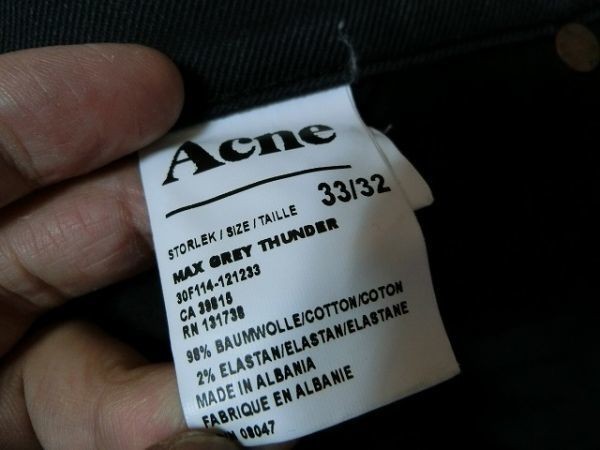 Acne
33/32
STORLEK / SIZE / TAILLE
MAX GREY THUNDER
30F114-121233
CA 39815
RN 131738
98% BAUMWOLLE/COTTON/COTON
2% ELASTAN/ELASTAN/ELASTANE
MADE IN ALBANIA
FABRIQUE EN ALBANIE
08047